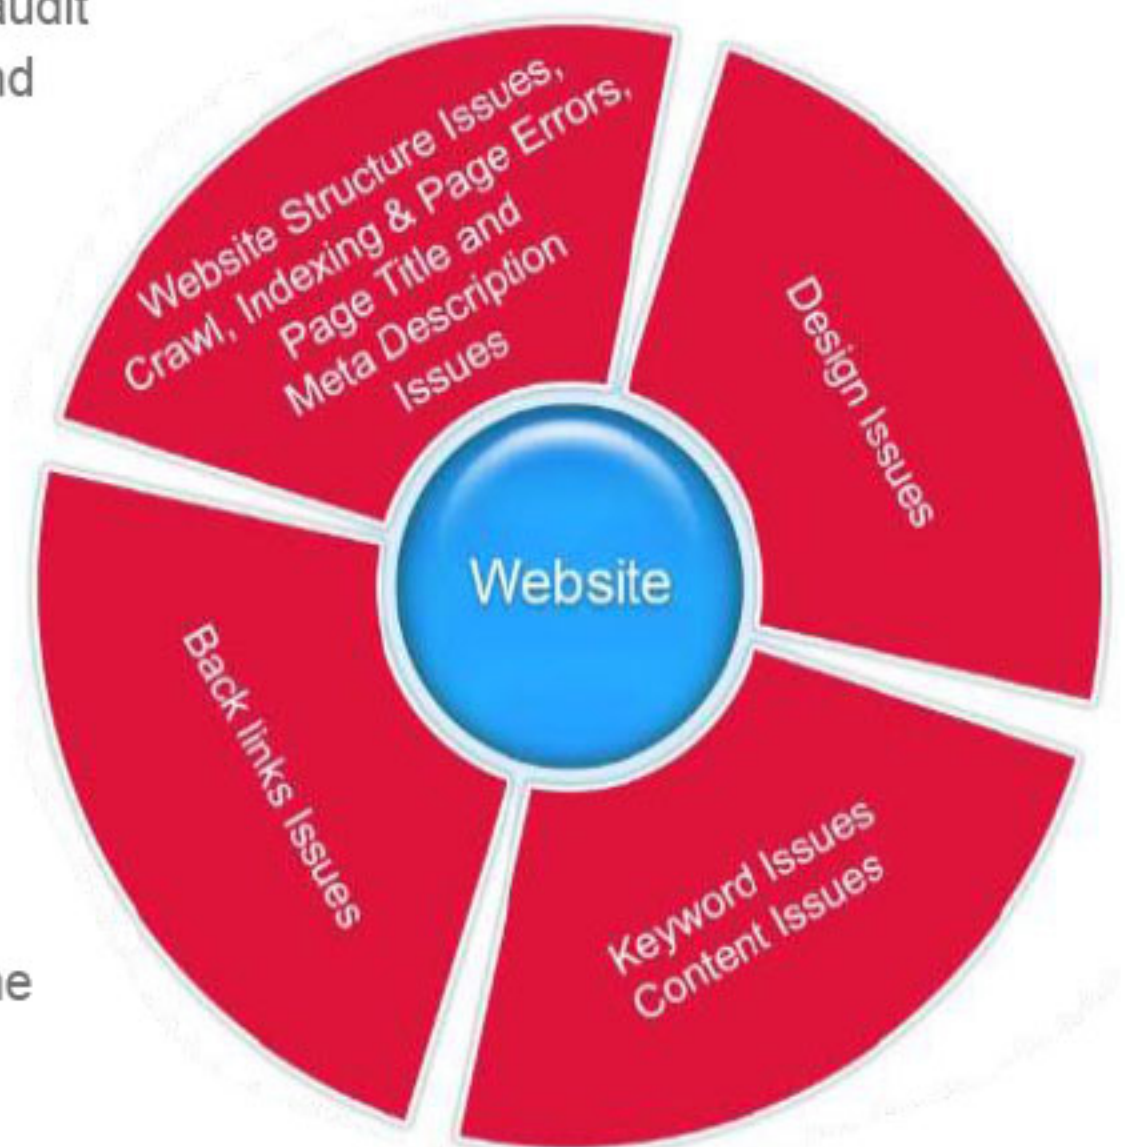 audit
Website Structure Issues,
Crawl, Indexing & Page Errors,
Page Title and
Meta Description
Issues
Design Issues
Website
Back links Issues
Keyword Issues
Content Issues